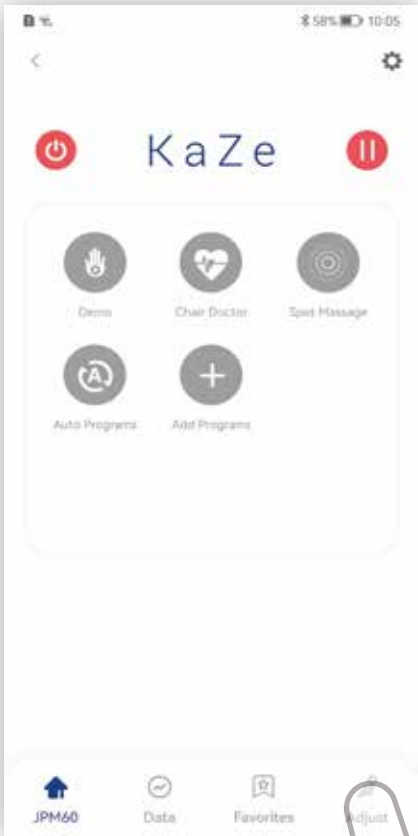 58% 10:05
KaZe
Demo Chair Doctor Spot Massage
A
Auto Programs Add Programs
JPM60 Data Favorites Adjust